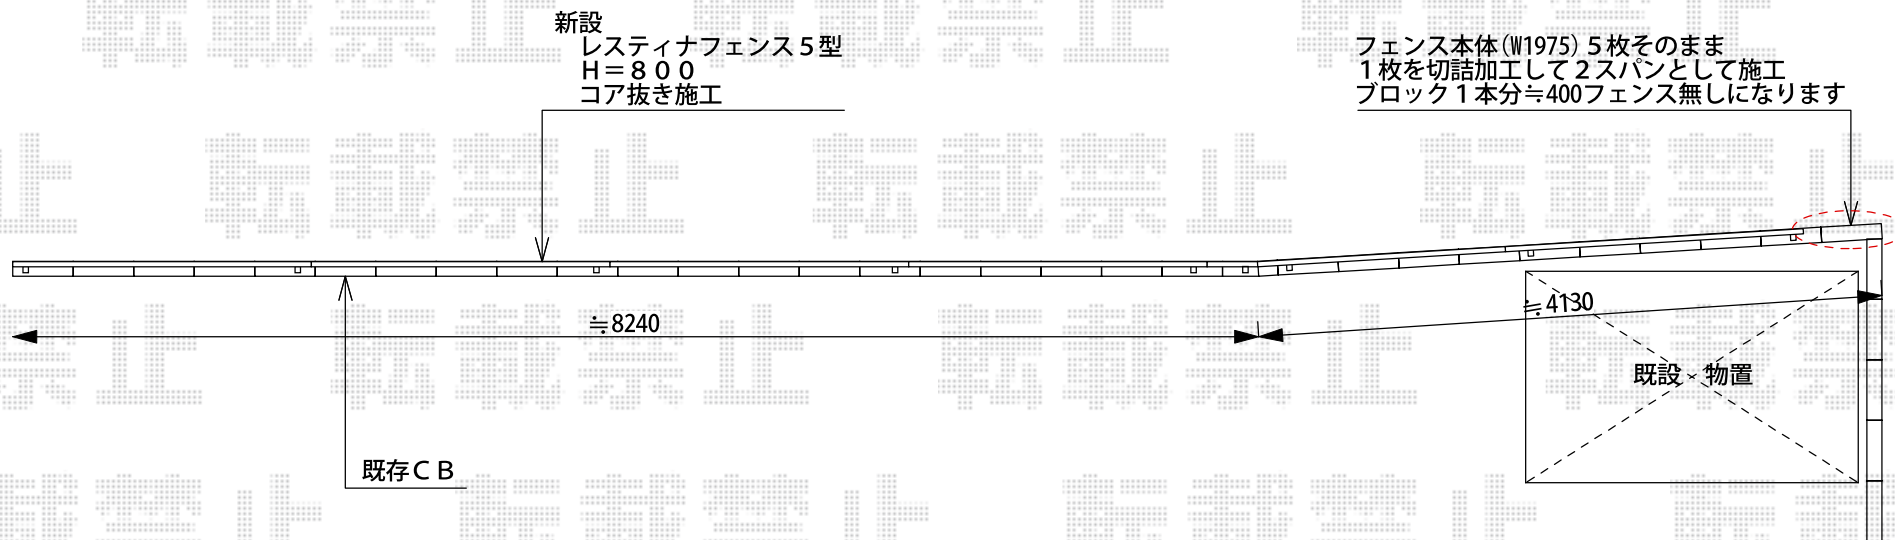 新設
レスティナフェンス５型
Ｈ＝８００
コア抜き施工
フェンス本体(W1975)５枚そのまま
１枚を切詰加工して２スパンとして施工
ブロック１本分≒400フェンス無しになります
≒8240
≒4130
既設 物置
既存ＣＢ
転載禁止